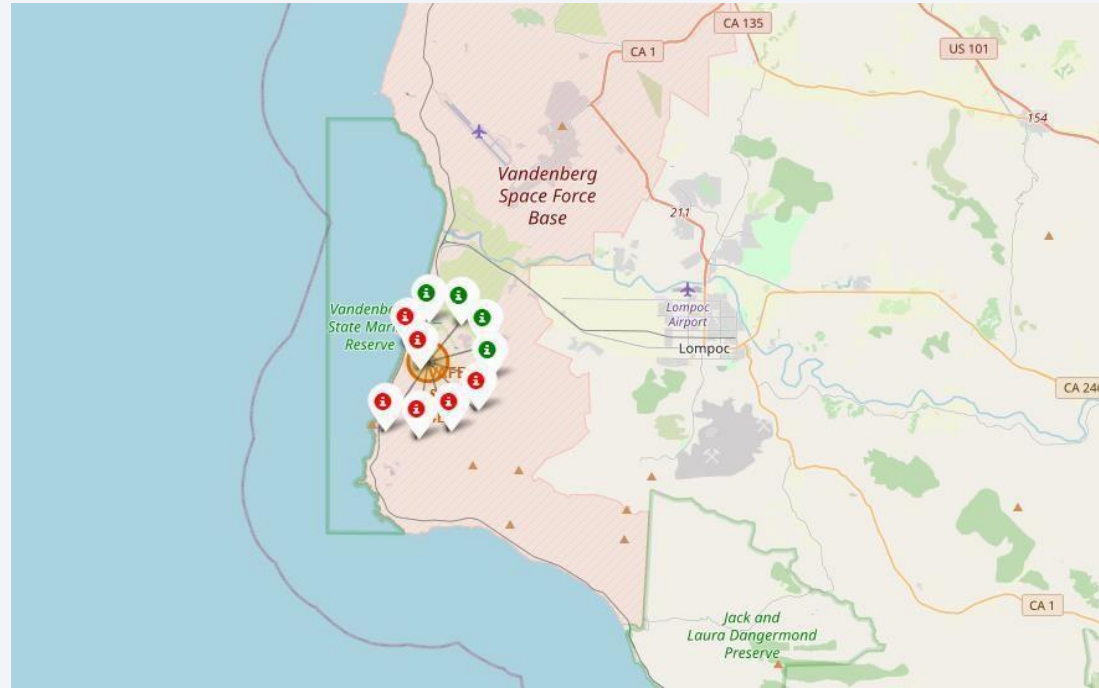 CA 135
CA 1
US 101
154
Vandenberg
Space Force
Base
211
Lompoc
Airport
Lompoc
State
Reserve
CA 246
CA 1
Jack and
Laura Dangermond
Preserve